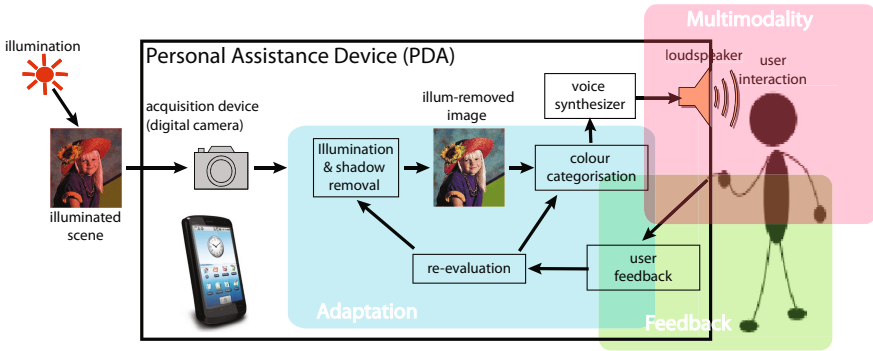 Multimodality
illumination
Personal Assistance Device (PDA)
loudspeaker
user
interaction
acquisition device
(digital camera)
illum-removed
image
voice
synthesizer
Illumination
& shadow
removal
colour
categorisation
illuminated
scene
re-evaluation
user
feedback
Adaptation
Feedback